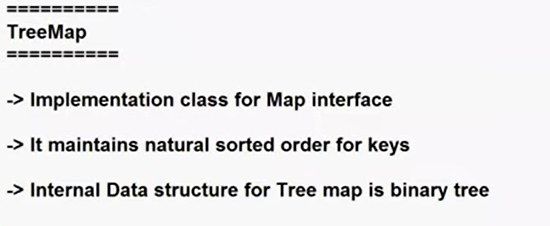 ==========
TreeMap
==========
-> Implementation class for Map interface
-> It maintains natural sorted order for keys
-> Internal Data structure for Tree map is binary tree